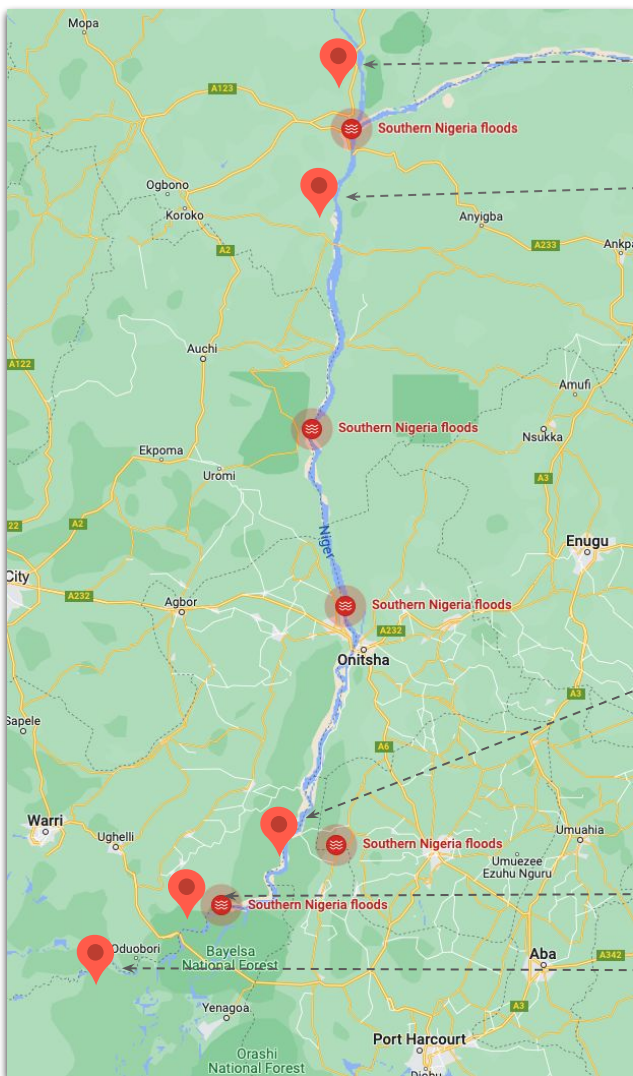 Mopa
A123
Southern Nigeria floods
Ogbono
Koroko
Anyigba
A2
A233
Ankpa
Auchi
A122
Amufi
Southern Nigeria floods
Nsukka
Ekpoma
Uromi
A3
22
A2
Niger
Enugu
City
A232
Agbor
Southern Nigeria floods
A232
Onitsha
A3
Sapele
A6
Warri
Ughelli
Southern Nigeria floods
Umuahia
Umuezee
Ezuhu Nguru
Southern Nigeria floods
Oduobori
Bayelsa
National Forest
Aba
A342
Yenagoa
A3
Port Harcourt
Orashi
National Forest
Diobu